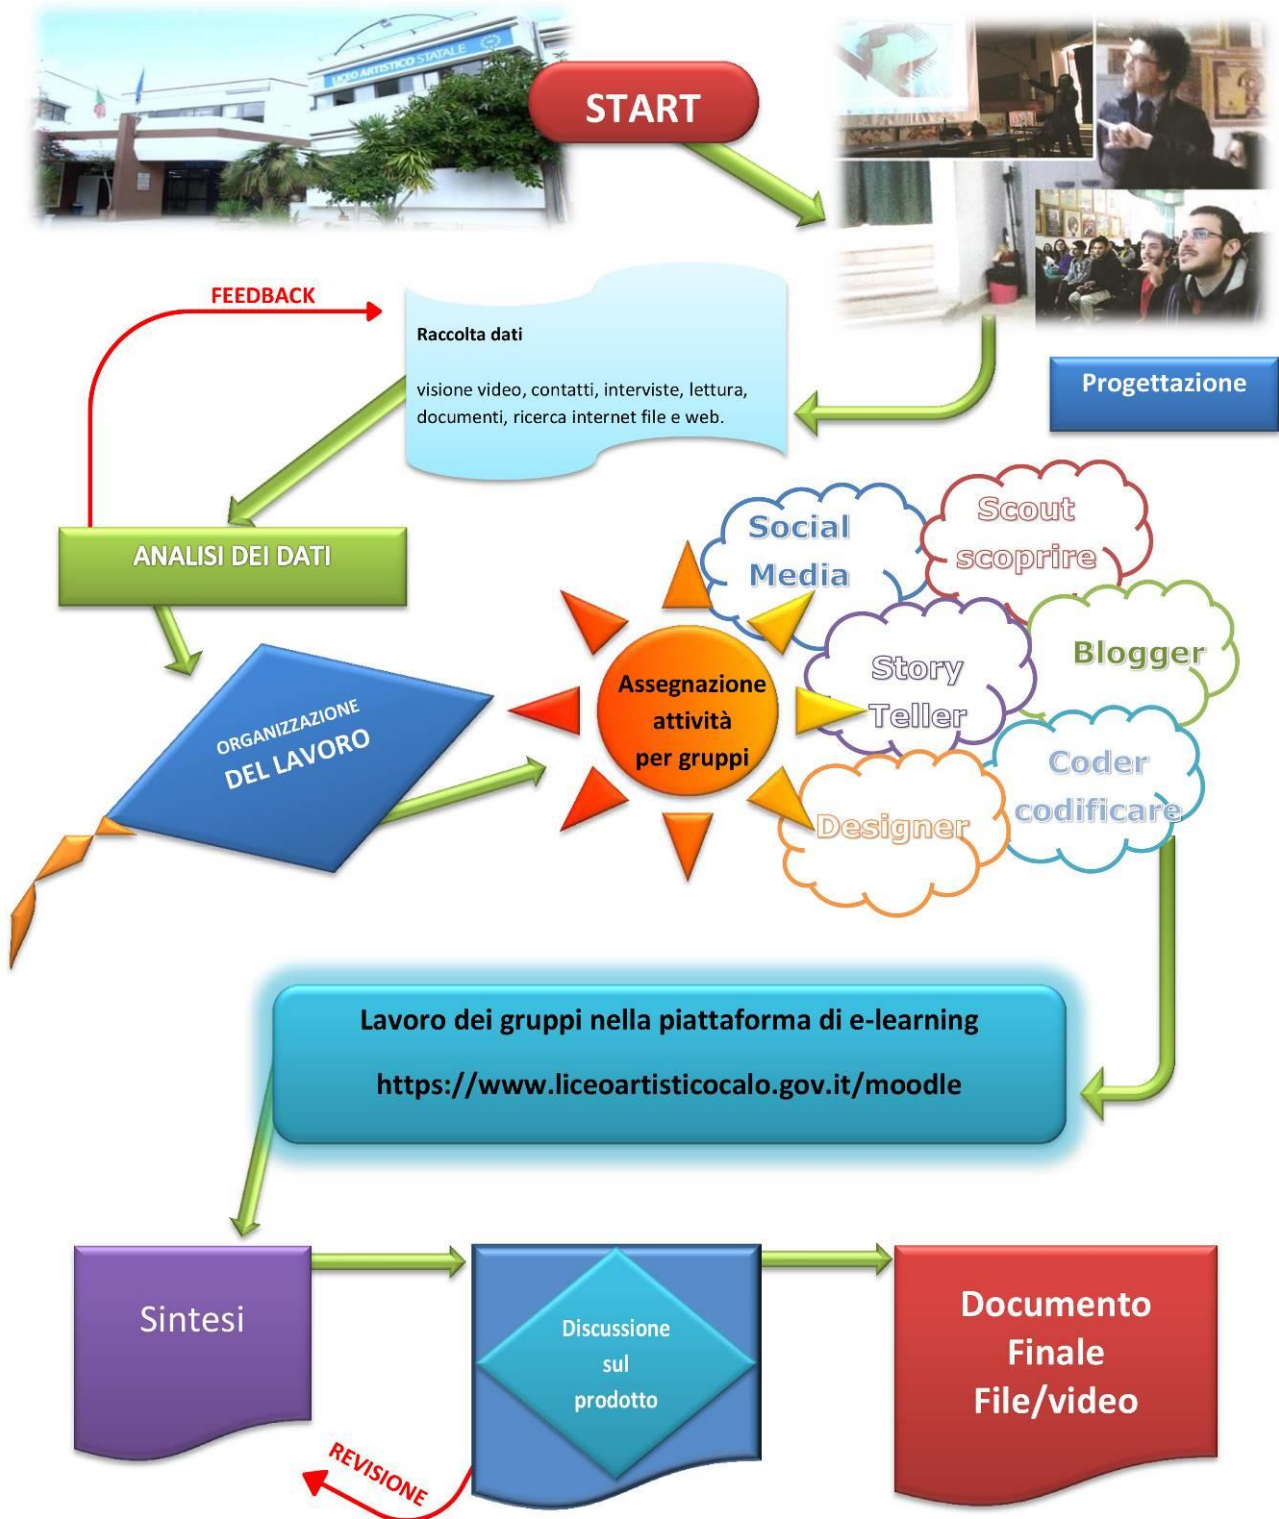 LICEO ARTISTICO STATALE
START
FEEDBACK
Raccolta dati
visione video, contatti, interviste, lettura,
documenti, ricerca internet file e web.
Progettazione
ANALISI DEI DATI
Social
Media
Scout
scoprire
Blogger
Story
Teller
Coder
codificare
Designer
ORGANIZZAZIONE
DEL LAVORO
Assegnazione
attività
per gruppi
Lavoro dei gruppi nella piattaforma di e-learning
https://www.liceoartisticocalo.gov.it/moodle
Sintesi
Discussione
sul
prodotto
Documento
Finale
File/video
REVISIONE